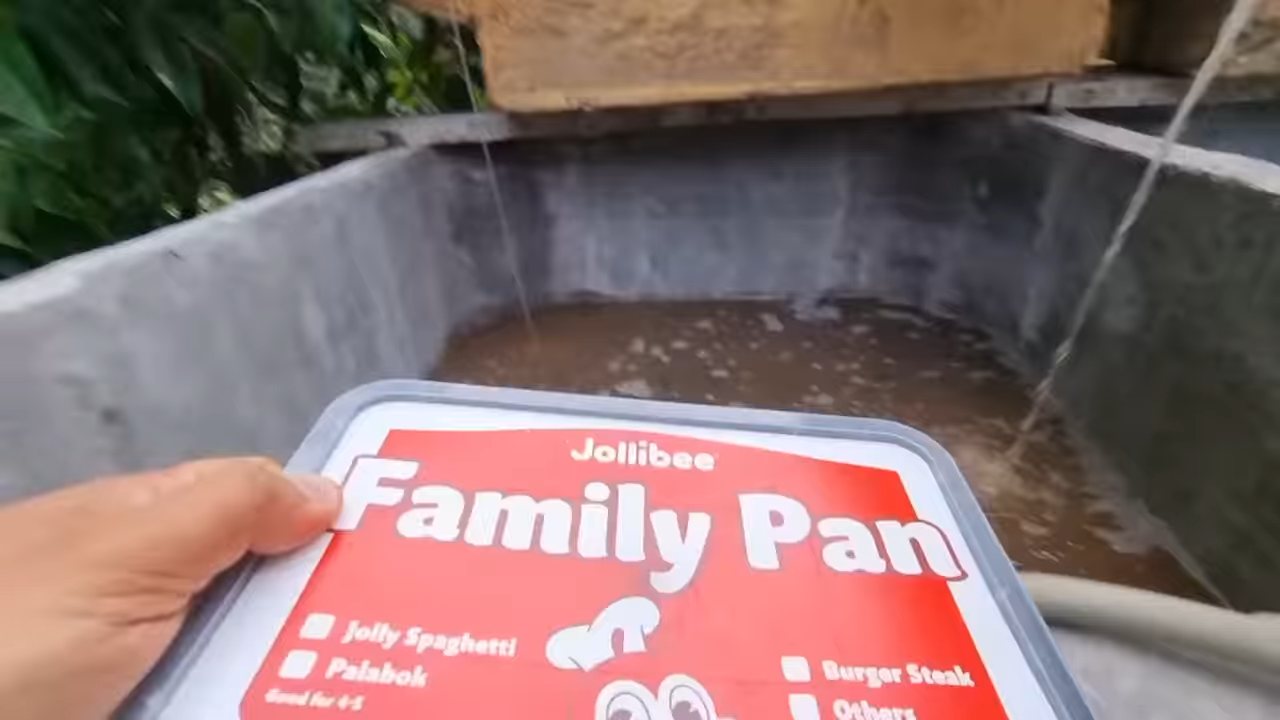 Jollibee
Family Pan
Jolly Spaghetti
Palabok
Good for 4-5
Burger Steak
Others